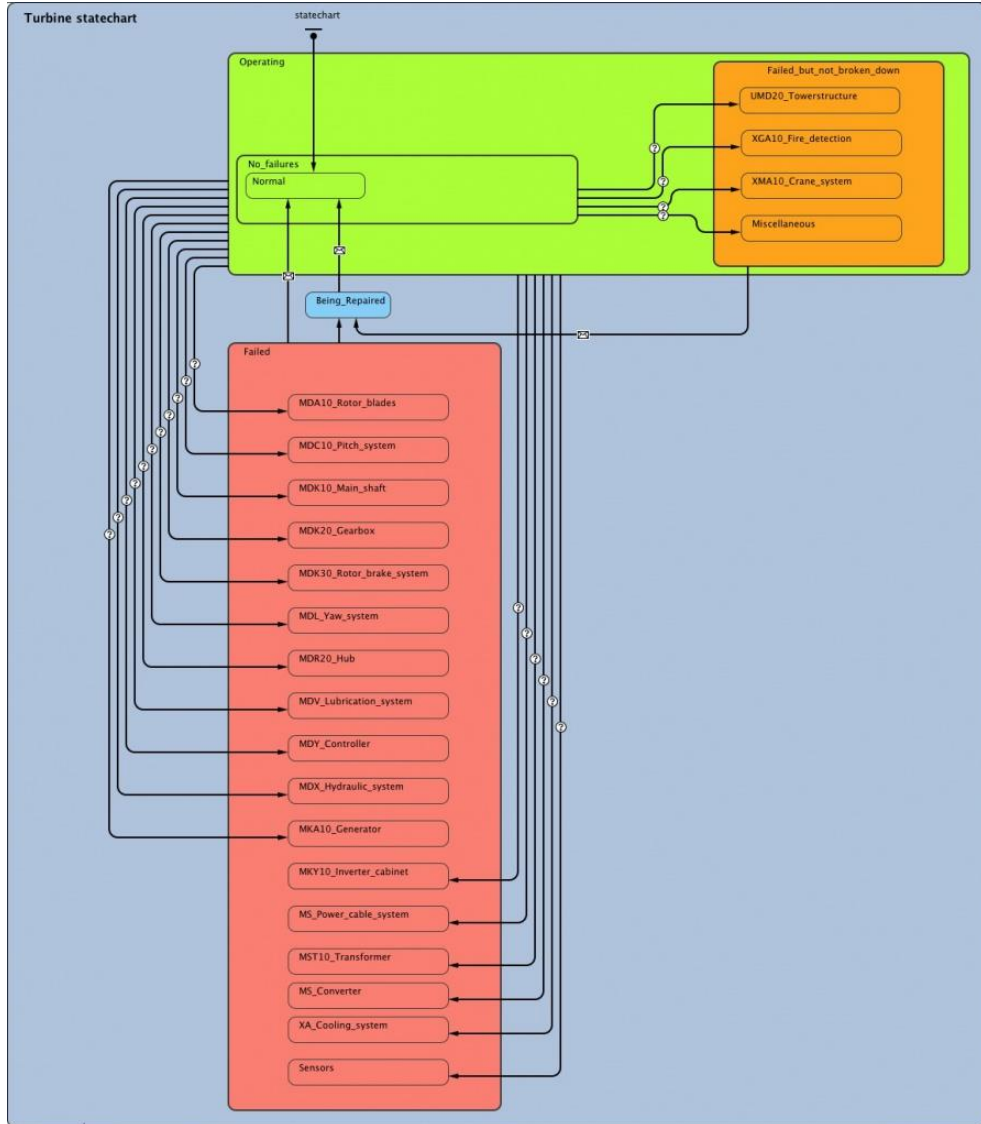 Turbine statechart
statechart
Operating
Failed_but_not_broken_down
UMD20_Towerstructure
XGA10_Fire_detection
XMA10_Crane_system
Miscellaneous
No_failures
Normal
Being_Repaired
Failed
MDA10_Rotor_blades
MDC10_Pitch_system
MDK10_Main_shaft
MDK20_Gearbox
MDK30_Rotor_brake_system
MDL_Yaw_system
MDR20_Hub
MDV_Lubrication_system
MDY_Controller
MDX_Hydraulic_system
MKA10_Generator
MKY10_Inverter_cabinet
MS_Power_cable_system
MST10_Transformer
MS_Converter
XA_Cooling_system
Sensors